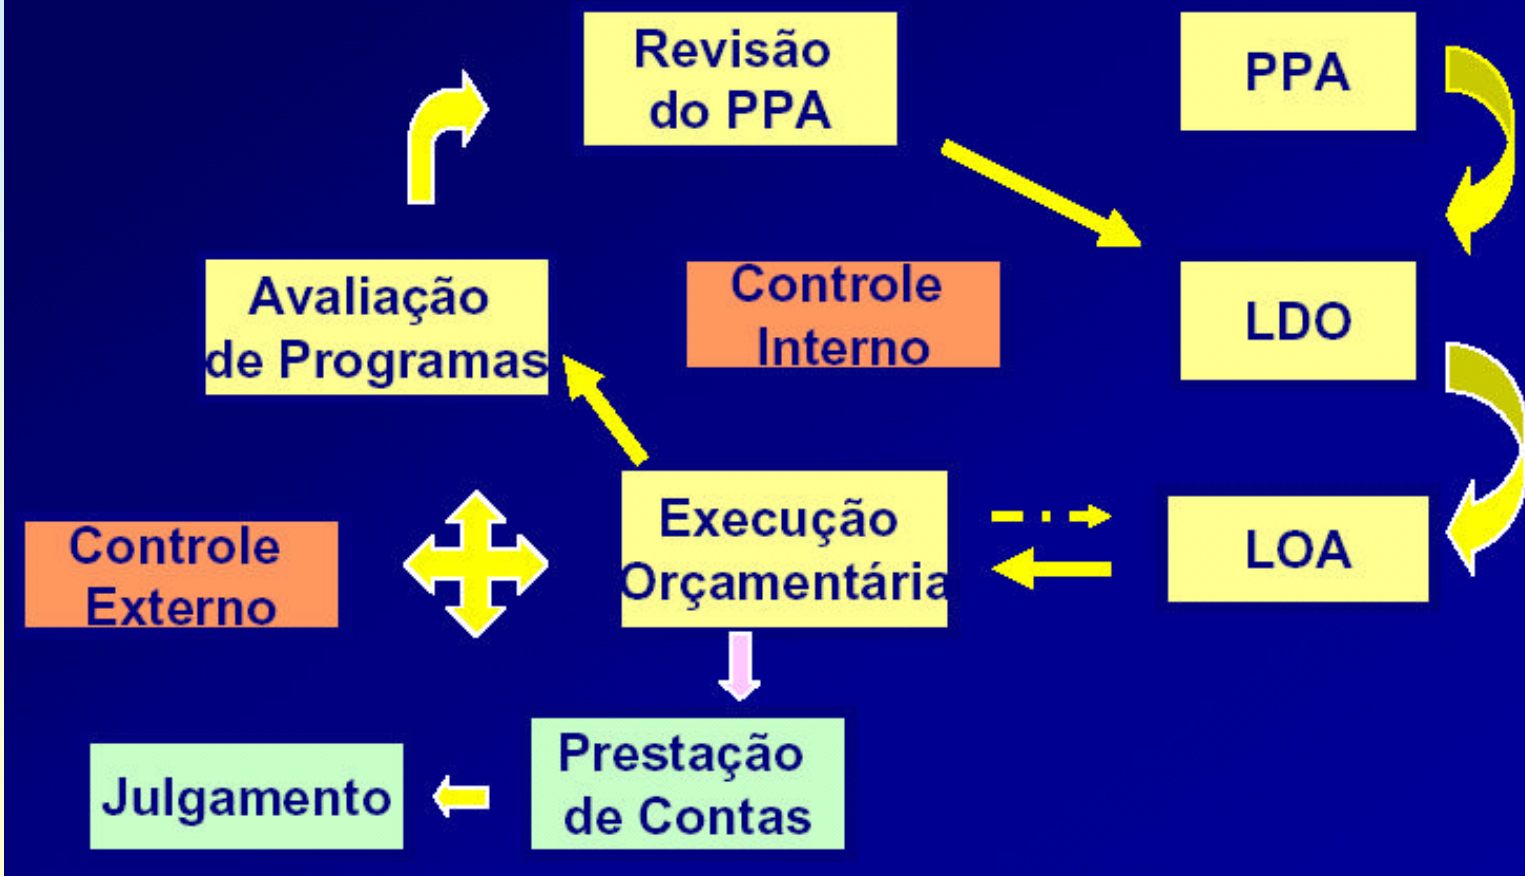 Revisão
do PPA
PPA
Avaliação
de Programas
Controle
Interno
LDO
Controle
Externo
Execução
Orçamentária
LOA
Julgamento
Prestação
de Contas